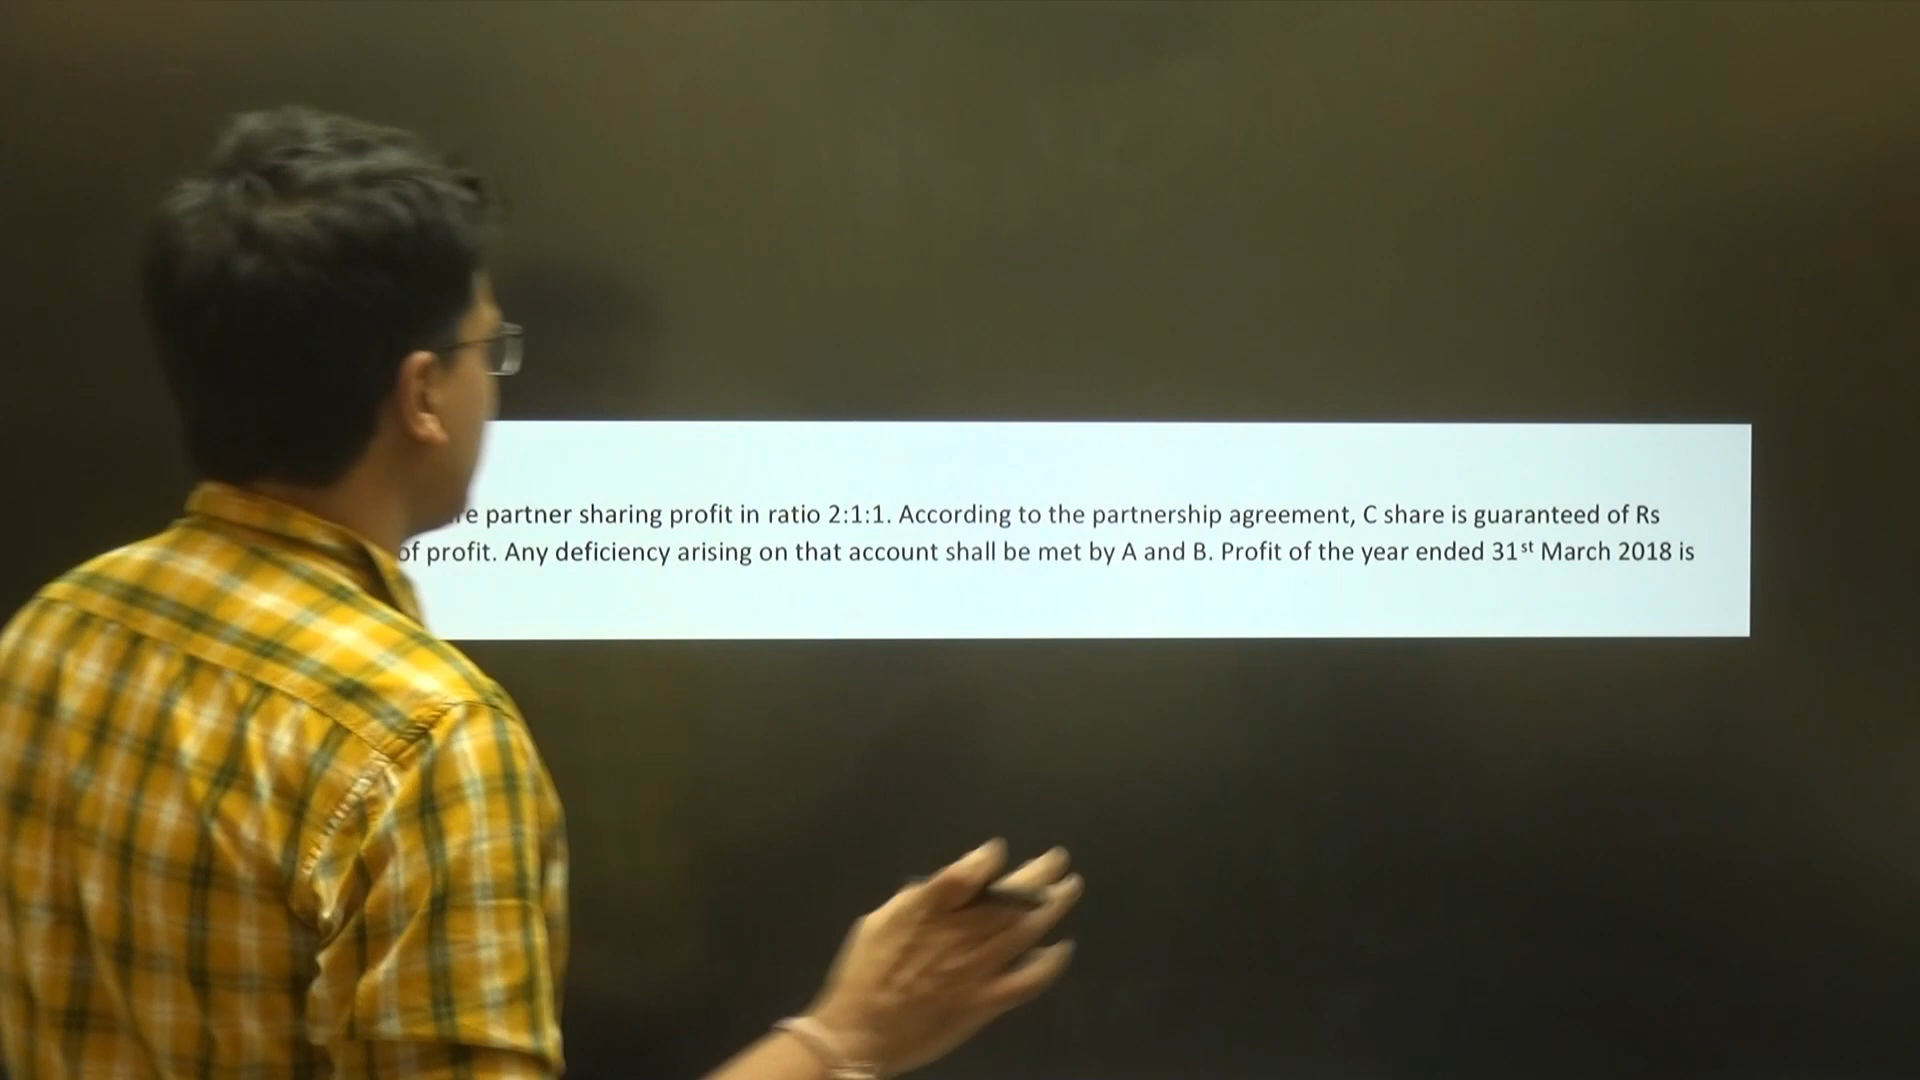 partner sharing profit in ratio 2:1:1. According to the partnership agreement, C share is guaranteed of Rs
of profit. Any deficiency arising on that account shall be met by A and B. Profit of the year ended 31st March 2018 is